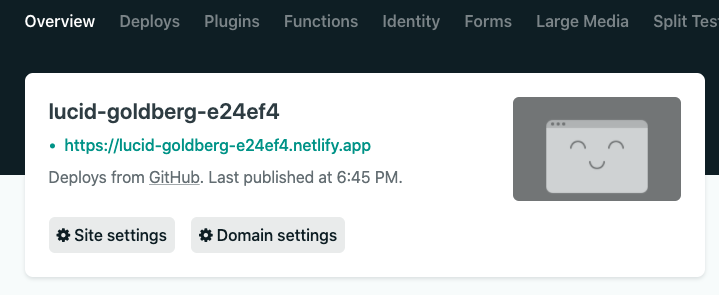 Overview Deploys Plugins Functions Identity Forms Large Media Split Tes
lucid-goldberg-e24ef4
• https://lucid-goldberg-e24ef4.netlify.app
Deploys from GitHub. Last published at 6:45 PM.
Site settings Domain settings